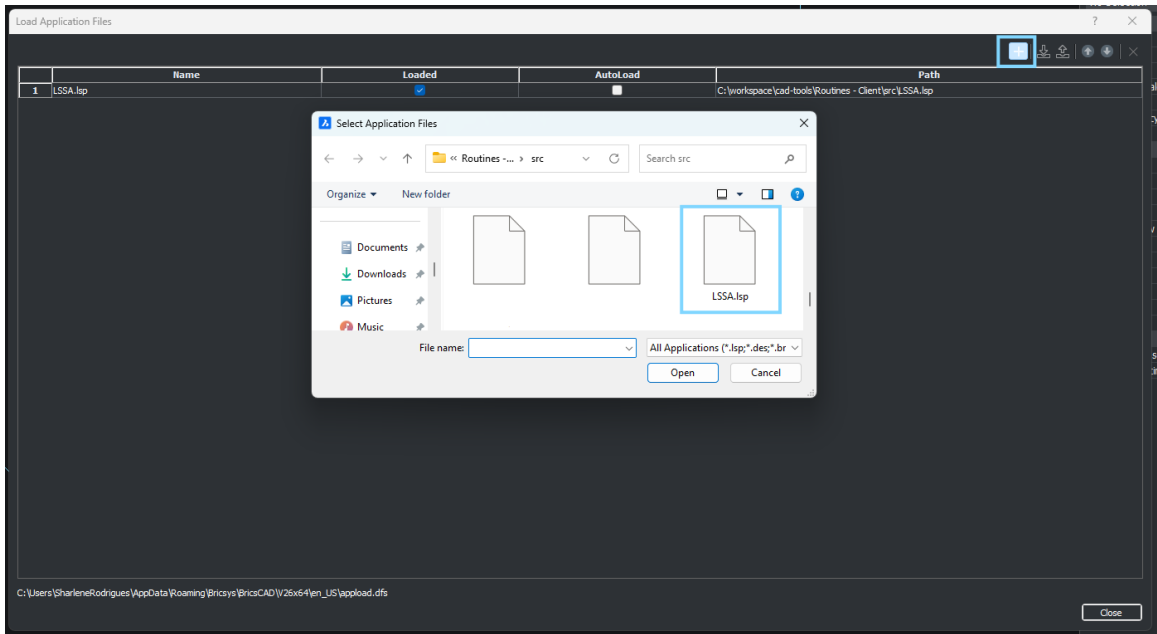 Load Application Files
?
Name Loaded AutoLoad Path
1 LSSA.lsp C:\workspace\cad-tools\Routines - Client\src\LSSA.lsp
Select Application Files
« Routines -... › src
Search src
Organize
New folder
?
Documents
Downloads
Pictures
Music
LSSA.lsp
File name:
All Applications (*.lsp;*.des;*.br
Open
Cancel
C:\Users\SharleneRodrigues\AppData\Roaming\Bricsys\BricsCAD\V26x64\en_US\appload.dfs
Close